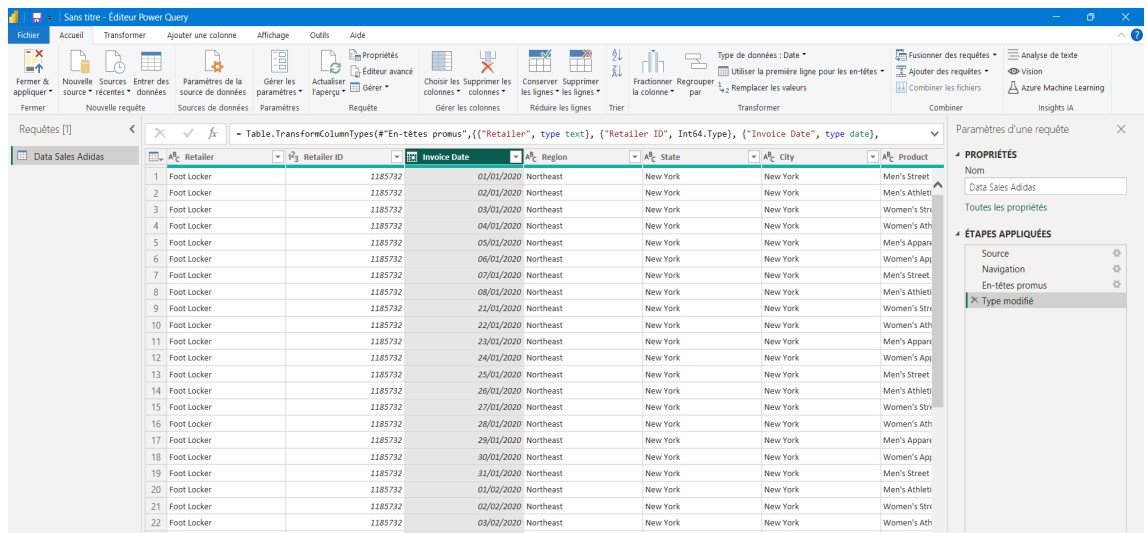 Sans titre - Éditeur Power Query
Fichier Accueil Transformer Ajouter une colonne Affichage Outils Aide
Fermer & appliquer
Nouvelle source
Sources récentes
Entrer des données
Paramètres de la source de données
Gérer les paramètres
Actualiser l'aperçu
Propriétés
Éditeur avancé
Gérer
Choisir les colonnes
Supprimer les colonnes
Conserver les lignes
Supprimer les lignes
Fractionner la colonne
Regrouper par
Type de données : Date
Utiliser la première ligne pour les en-têtes
Remplacer les valeurs
Fusionner des requêtes
Ajouter des requêtes
Combiner les fichiers
Analyse de texte
Vision
Azure Machine Learning
Fermer Nouvelle requête Sources de données Paramètres Requête Gérer les colonnes Réduire les lignes Trier Transformer Combiner Insights IA
Requêtes [1]
Data Sales Adidas
fx = Table.TransformColumnTypes(#"En-têtes promus",{{"Retailer", type text}, {"Retailer ID", Int64.Type}, {"Invoice Date", type date},
Retailer Retailer ID Invoice Date Region State City Product
1 Foot Locker 1185732 01/01/2020 Northeast New York New York Men's Street
2 Foot Locker 1185732 02/01/2020 Northeast New York New York Men's Athleti
3 Foot Locker 1185732 03/01/2020 Northeast New York New York Women's Stre
4 Foot Locker 1185732 04/01/2020 Northeast New York New York Women's Ath
5 Foot Locker 1185732 05/01/2020 Northeast New York New York Men's Appare
6 Foot Locker 1185732 06/01/2020 Northeast New York New York Women's App
7 Foot Locker 1185732 07/01/2020 Northeast New York New York Men's Street
8 Foot Locker 1185732 08/01/2020 Northeast New York New York Men's Athleti
9 Foot Locker 1185732 21/01/2020 Northeast New York New York Women's Stre
10 Foot Locker 1185732 22/01/2020 Northeast New York New York Women's Ath
11 Foot Locker 1185732 23/01/2020 Northeast New York New York Men's Appare
12 Foot Locker 1185732 24/01/2020 Northeast New York New York Women's App
13 Foot Locker 1185732 25/01/2020 Northeast New York New York Men's Street
14 Foot Locker 1185732 26/01/2020 Northeast New York New York Men's Athleti
15 Foot Locker 1185732 27/01/2020 Northeast New York New York Women's Stre
16 Foot Locker 1185732 28/01/2020 Northeast New York New York Women's Ath
17 Foot Locker 1185732 29/01/2020 Northeast New York New York Men's Appare
18 Foot Locker 1185732 30/01/2020 Northeast New York New York Women's App
19 Foot Locker 1185732 31/01/2020 Northeast New York New York Men's Street
20 Foot Locker 1185732 01/02/2020 Northeast New York New York Men's Athleti
21 Foot Locker 1185732 02/02/2020 Northeast New York New York Women's Stre
22 Foot Locker 1185732 03/02/2020 Northeast New York New York Women's Ath
Paramètres d'une requête
PROPRIÉTÉS
Nom
Data Sales Adidas
Toutes les propriétés
ÉTAPES APPLIQUÉES
Source
Navigation
En-têtes promus
Type modifié